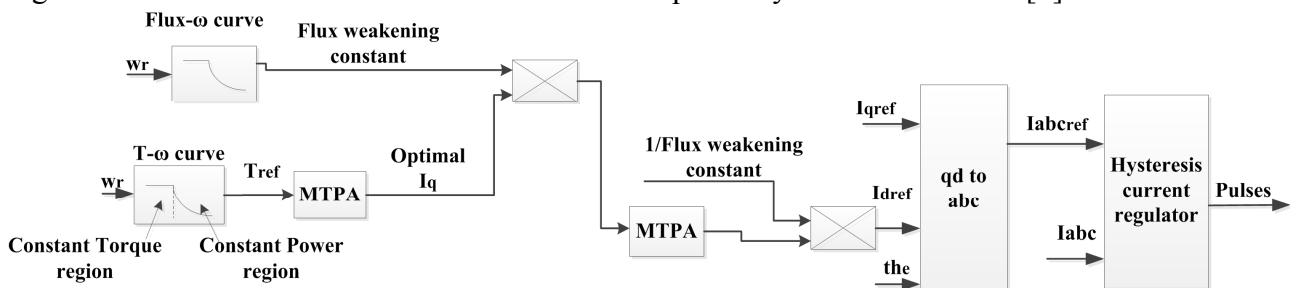 Flux-ω curve
Flux weakening
constant
wr
T-ω curve
Tref
Optimal
Iq
wr
MTPA
Constant Torque
region
Constant Power
region
1/Flux weakening
constant
MTPA
Iqref
Idref
the
qd to
abc
Iabcref
Iabc
Hysteresis
current
regulator
Pulses